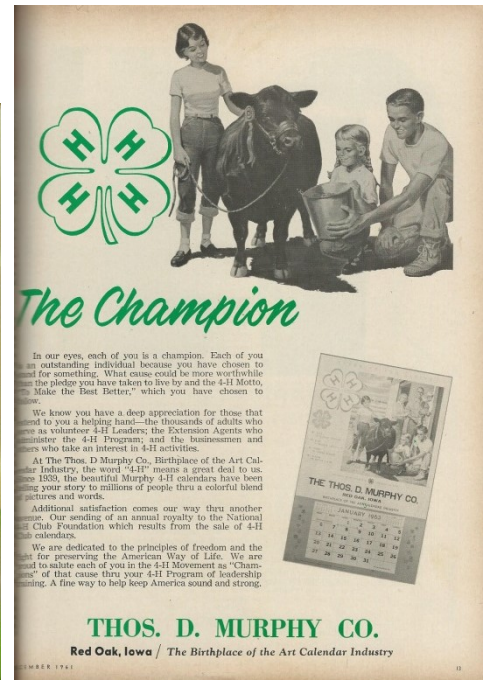 H H
H H
The Champion
In our eyes, each of you is a champion. Each of you
an outstanding individual because you have chosen to
for something. What cause could be more worthwhile
the pledge you have taken to live by and the 4-H Motto,
To Make the Best Better," which you have chosen to
We know you have a deep appreciation for those that
to you a helping hand—the thousands of adults who
as volunteer 4-H Leaders; the Extension Agents who
the 4-H Program; and the businessmen and
who take an interest in 4-H activities.
At The Thos. D Murphy Co., Birthplace of the Art Cal-
Industry, the word "4-H" means a great deal to us.
1939, the beautiful Murphy 4-H calendars have been
your story to millions of people thru a colorful blend
pictures and words.
Additional satisfaction comes our way thru another
Our sending of an annual royalty to the National
Club Foundation which results from the sale of 4-H
calendars.
We are dedicated to the principles of freedom and the
for preserving the American Way of Life. We are
to salute each of you in the 4-H Movement as "Cham-
of that cause thru your 4-H Program of leadership
A fine way to help keep America sound and strong.
THE THOS. D. MURPHY CO.
RED OAK, IOWA
JANUARY
THOS. D. MURPHY CO.
Red Oak, Iowa / The Birthplace of the Art Calendar Industry
CEMBER 1961